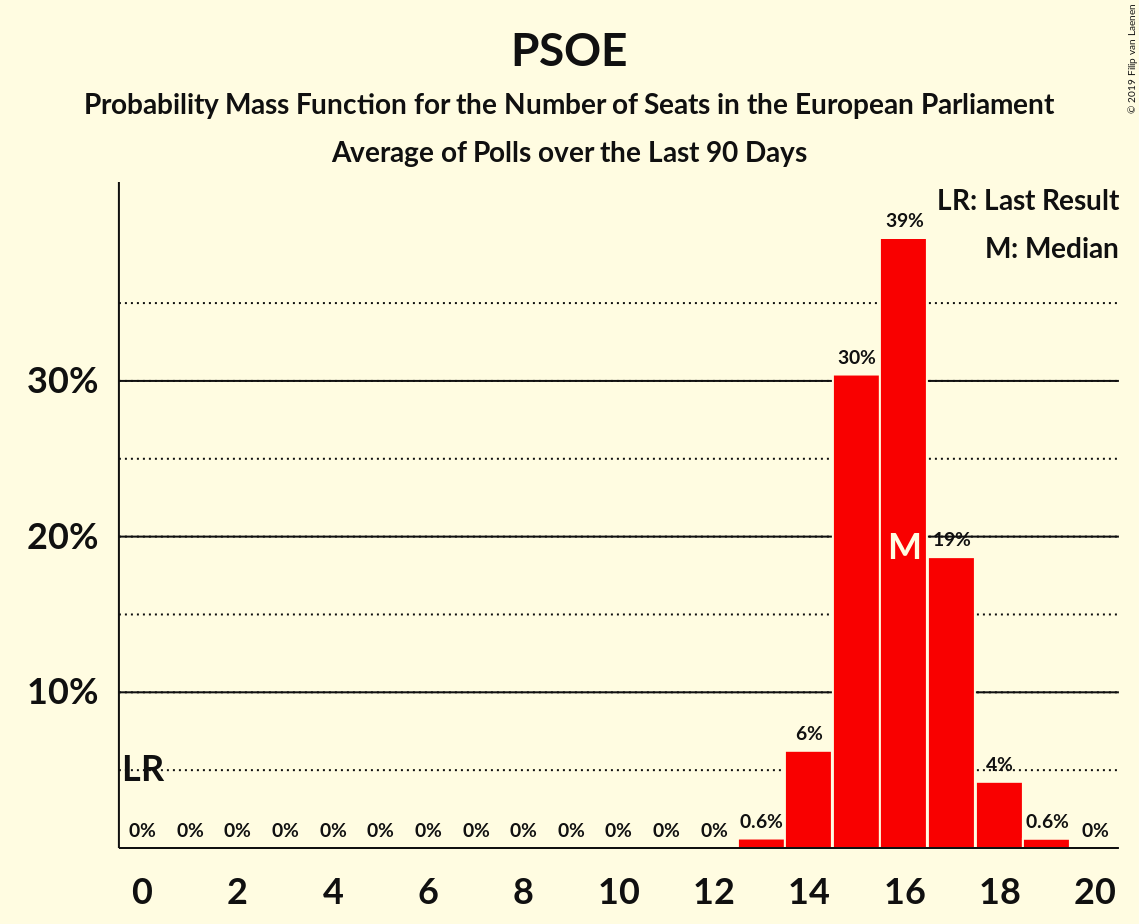 PSOE
Probability Mass Function for the Number of Seats in the European Parliament
Average of Polls over the Last 90 Days
© 2019 Filip van Laenen
LR: Last Result
M: Median
39%
30%
30%
20%
M
19%
10%
6%
4%
LR
0% 0% 0% 0% 0% 0% 0% 0% 0% 0% 0% 0% 0% 0.6% 0.6% 0%
0 2 4 6 8 10 12 14 16 18 20